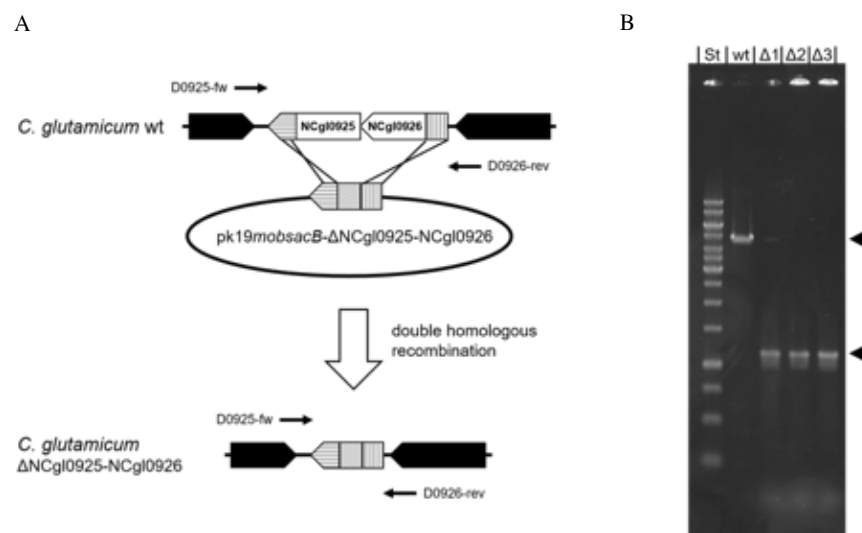 A
B
| St | wt |Δ1 |Δ2 |Δ3 |
D0925-fw
C. glutamicum wt
NCgl0925
NCgl0926
D0926-rev
pk19mobsacB-ΔNCgl0925-NCgl0926
double homologous
recombination
D0925-fw
C. glutamicum
ΔNCgl0925-NCgl0926
D0926-rev